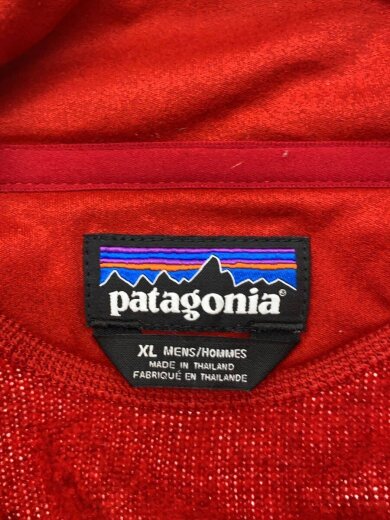 patagonia®
XL MENS/HOMMES
MADE IN THAILAND
FABRIQUÉ EN THAILANDE